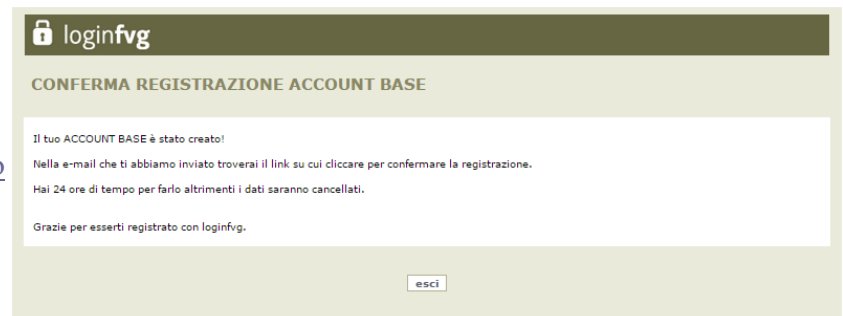 loginfvg
CONFERMA REGISTRAZIONE ACCOUNT BASE
Il tuo ACCOUNT BASE è stato creato!
Nella e-mail che ti abbiamo inviato troverai il link su cui cliccare per confermare la registrazione.
Hai 24 ore di tempo per farlo altrimenti i dati saranno cancellati.
Grazie per esserti registrato con loginfvg.
esci